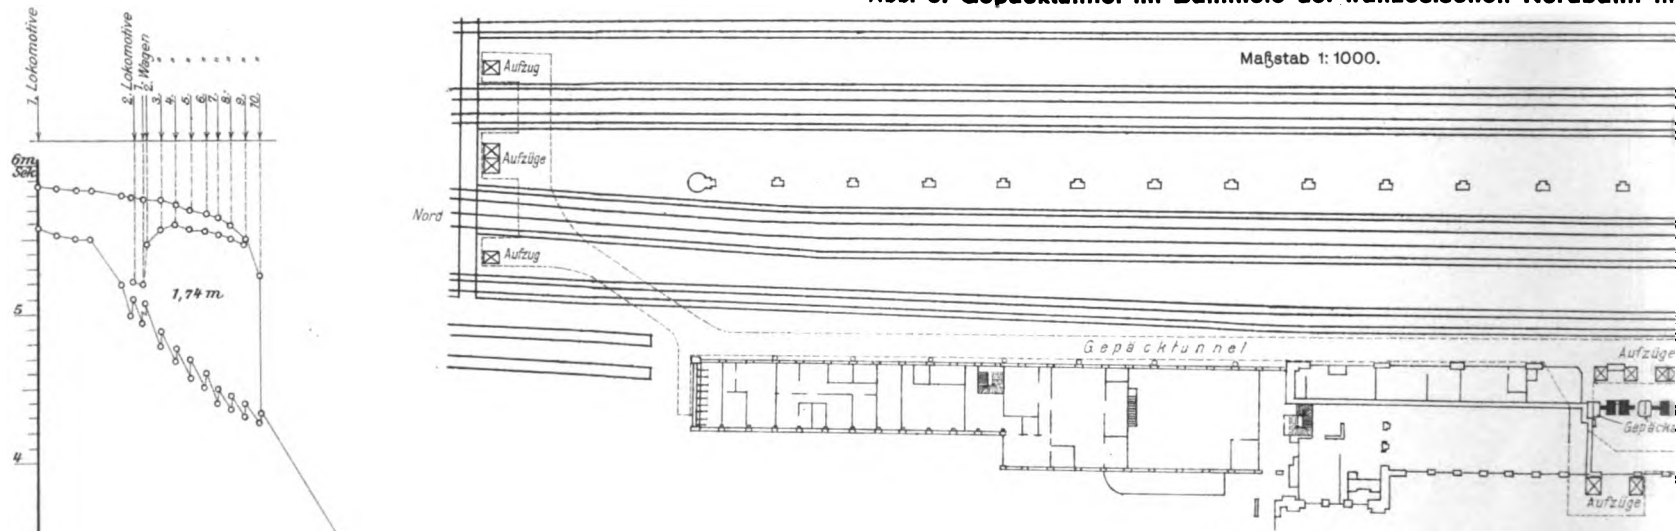 1. Lokomotive
2. Lokomotive
1. Wagen
2. "
3. "
4. "
5. "
6. "
7. "
8. "
9. "
10. "
6m
Sek
5
4
1,74 m
Maßstab 1:1000.
Aufzug
Aufzüge
Nord
Aufzug
Gepäcktunnel
Aufzüge
Aufzüge